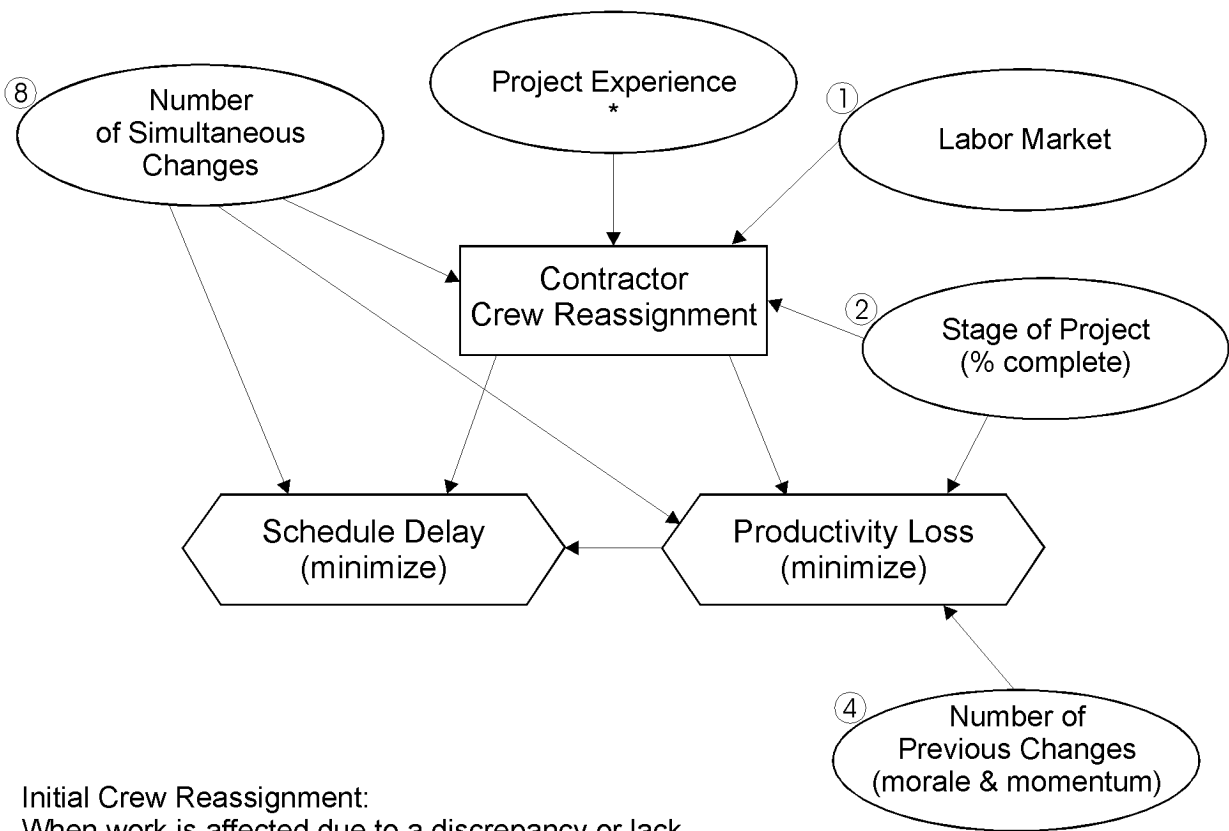 8
Number
of Simultaneous
Changes
Project Experience
*
1
Labor Market
Contractor
Crew Reassignment
2
Stage of Project
(% complete)
Schedule Delay
(minimize)
Productivity Loss
(minimize)
4
Number of
Previous Changes
(morale & momentum)
Initial Crew Reassignment:
When work is affected due to a discrepancy or lack